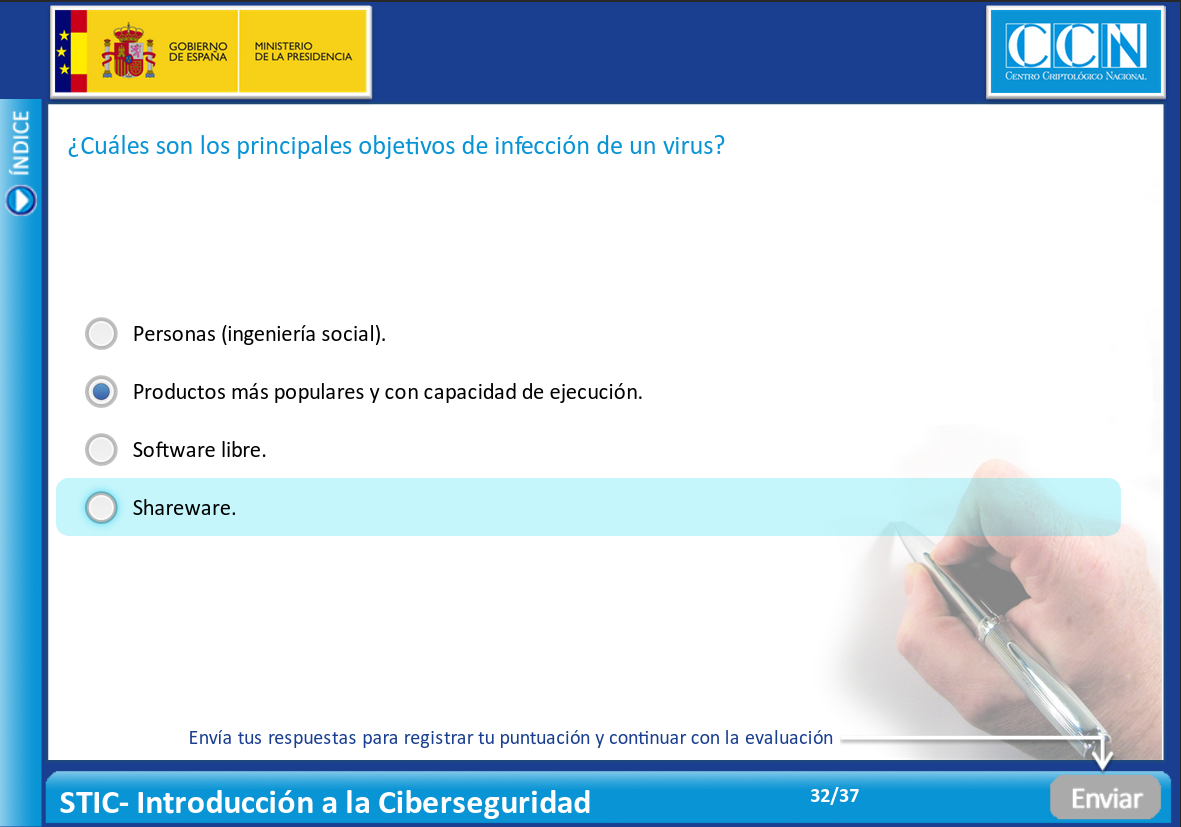 GOBIERNO
DE ESPAÑA
MINISTERIO
DE LA PRESIDENCIA
CCN
CENTRO CRIPTOLÓGICO NACIONAL
ÍNDICE
¿Cuáles son los principales objetivos de infección de un virus?
Personas (ingeniería social).
Productos más populares y con capacidad de ejecución.
Software libre.
Shareware.
Envía tus respuestas para registrar tu puntuación y continuar con la evaluación
STIC- Introducción a la Ciberseguridad
32/37
Enviar